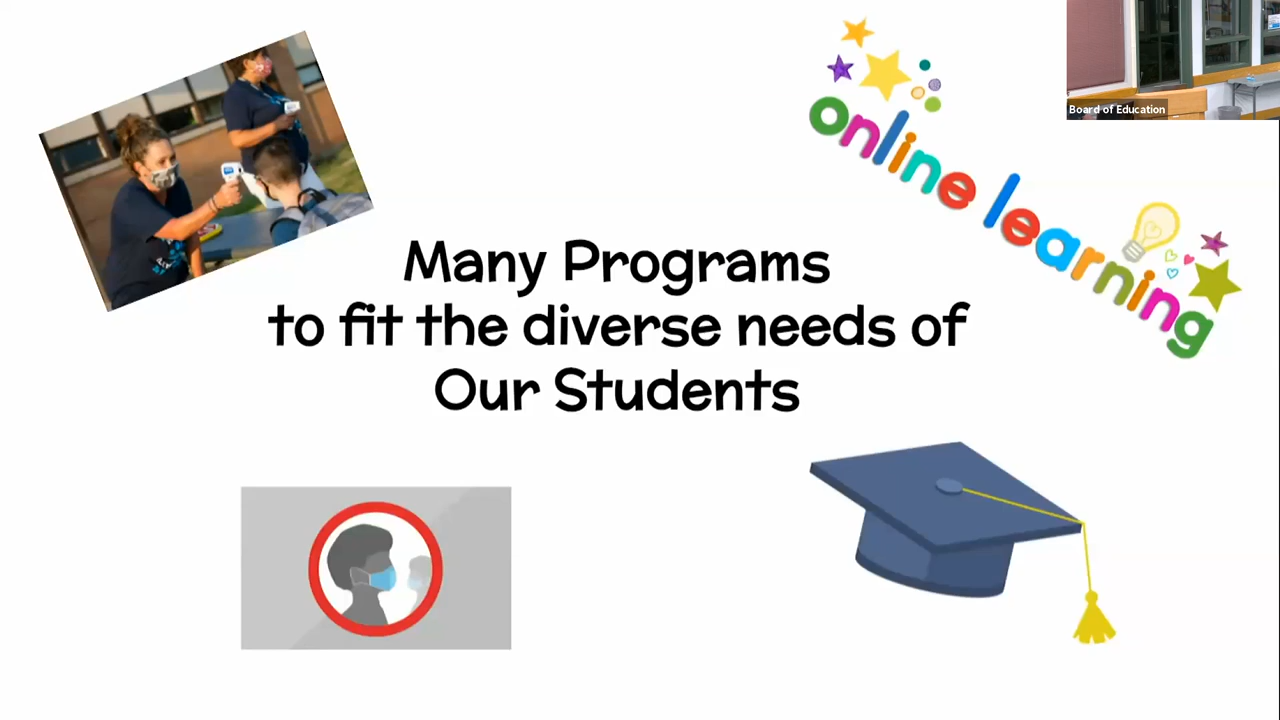 Board of Education
online learning
Many Programs
to fit the diverse needs of
Our Students